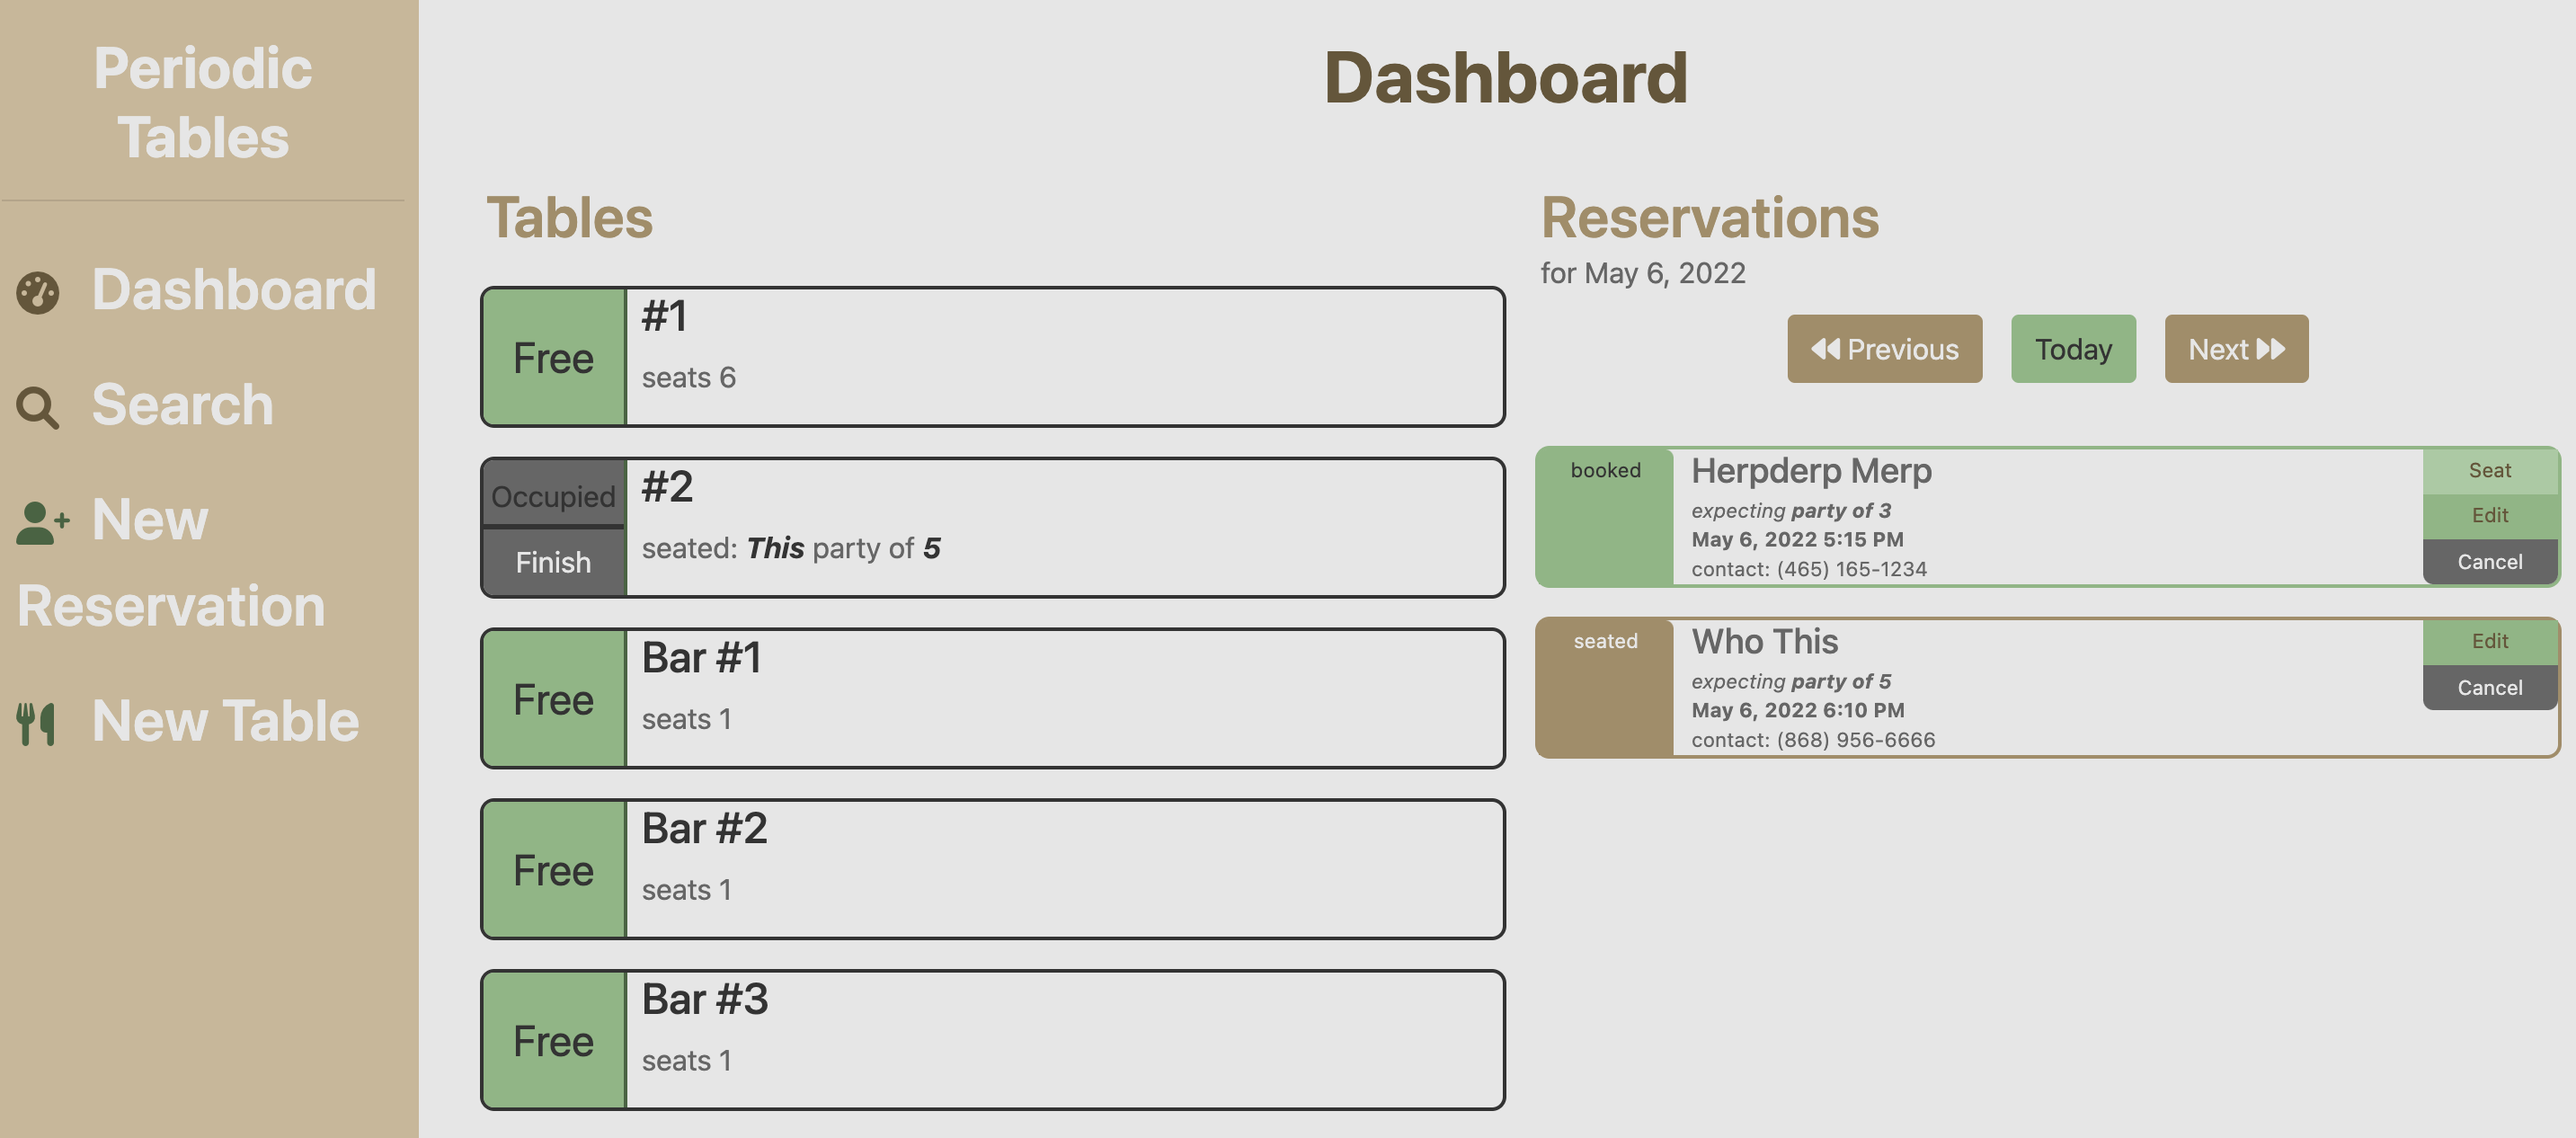 Periodic
Tables
Dashboard
Search
New
Reservation
New Table
Dashboard
Tables
#1
Free
seats 6
#2
Occupied
Finish
seated: This party of 5
Bar #1
Free
seats 1
Bar #2
Free
seats 1
Bar #3
Free
seats 1
Reservations
for May 6, 2022
Previous
Today
Next
booked
Herpderp Merp
expecting party of 3
May 6, 2022 5:15 PM
contact: (465) 165-1234
Seat
Edit
Cancel
seated
Who This
expecting party of 5
May 6, 2022 6:10 PM
contact: (868) 956-6666
Edit
Cancel